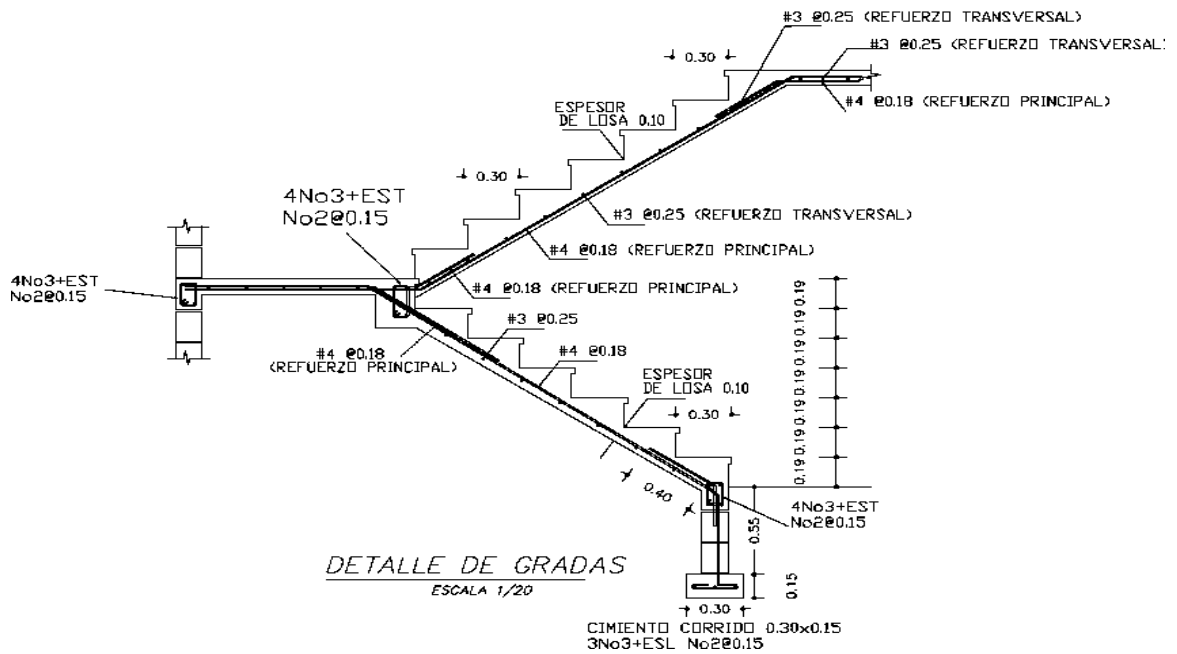 #3 @0.25 (REFUERZO TRANSVERSAL)
#3 @0.25 (REFUERZO TRANSVERSAL)
0.30
#4 @0.18 (REFUERZO PRINCIPAL)
ESPESOR
DE LOSA 0.10
0.30
4No3+EST
No2@0.15
#3 @0.25 (REFUERZO TRANSVERSAL)
#4 @0.18 (REFUERZO PRINCIPAL)
4No3+EST
No2@0.15
#4 @0.18 (REFUERZO PRINCIPAL)
0.19
0.19
0.19
0.19
0.19
0.19
0.19
#3 @0.25
#4 @0.18
(REFUERZO PRINCIPAL)
#4 @0.18
ESPESOR
DE LOSA 0.10
0.30
0.40
4No3+EST
No2@0.15
0.55
DETALLE DE GRADAS
ESCALA 1/20
0.15
0.30
CIMIENTO CORRIDO 0.30x0.15
3No3+ESL No2@0.15